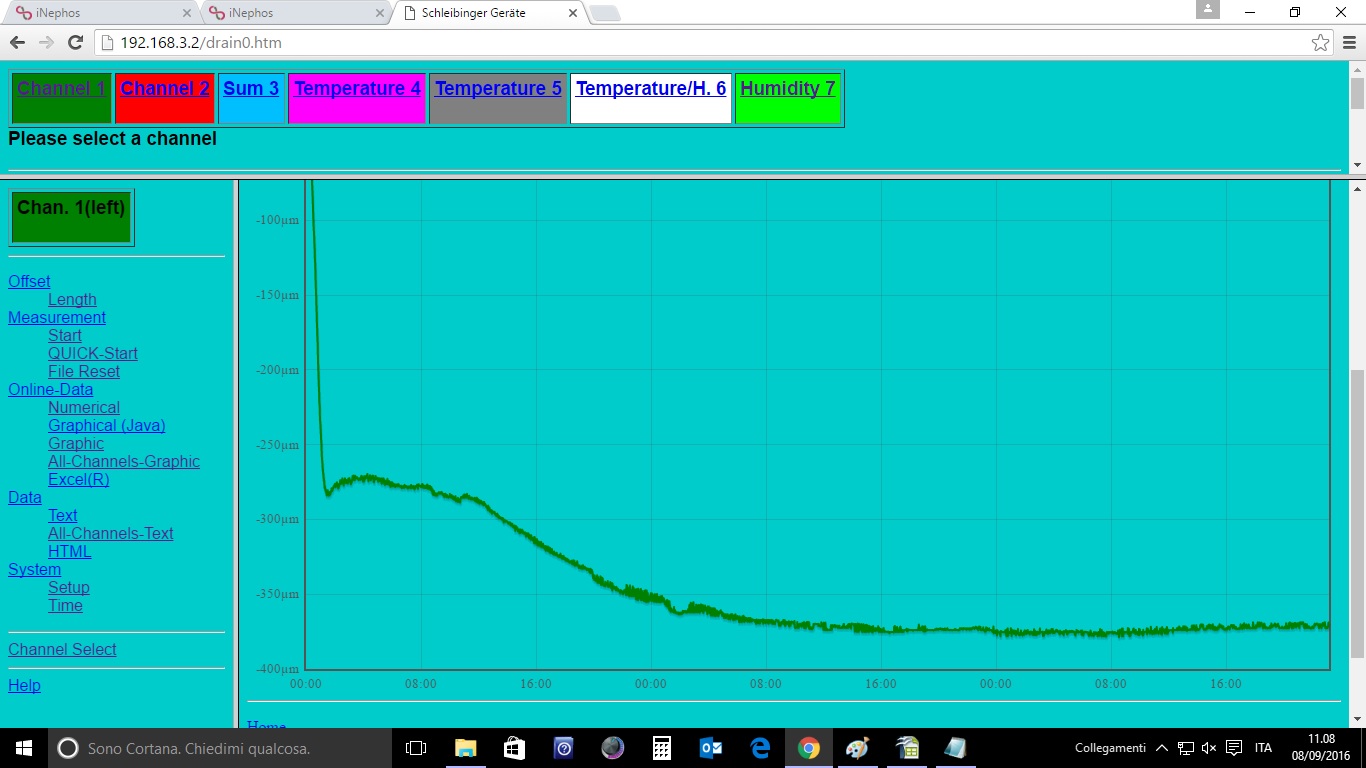 iNephos
iNephos
Schleibinger Geräte
192.168.3.2/drain0.htm
Channel 1 Channel 2 Sum 3 Temperature 4 Temperature 5 Temperature/H. 6 Humidity 7
Please select a channel
Chan. 1(left)
Offset
Length
Measurement
Start
QUICK-Start
File Reset
Online-Data
Numerical
Graphical (Java)
Graphic
All-Channels-Graphic
Excel(R)
Data
Text
All-Channels-Text
HTML
System
Setup
Time
Channel Select
Help
-100µm
-150µm
-200µm
-250µm
-300µm
-350µm
-400µm
00:00 08:00 16:00 00:00 08:00 16:00 00:00 08:00 16:00
Home
Sono Cortana. Chiedimi qualcosa.
Collegamenti
ITA
11.08
08/09/2016